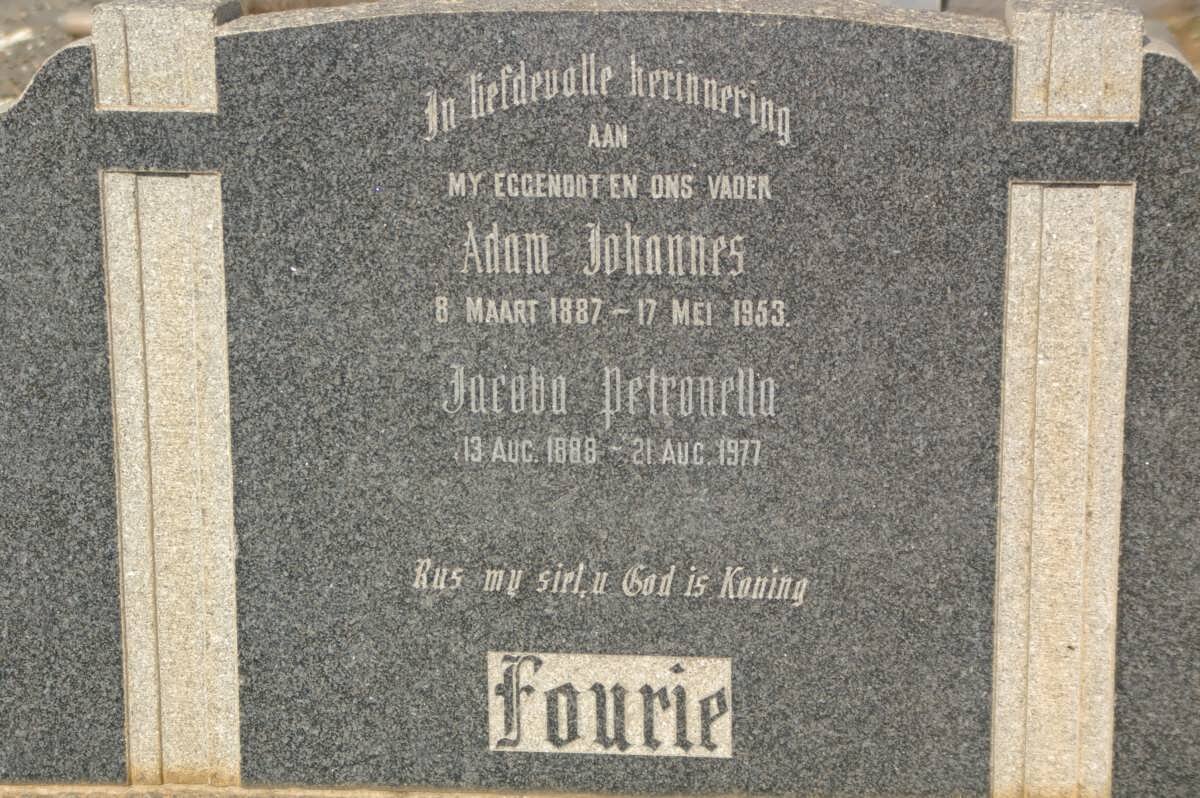 In liefdevolle herinnering
AAN
MY EGGENOOT EN ONS VADER
Adam Johannes
8 MAART 1887 – 17 MEI 1953.
Jacoba Petronella
13 AUG. 1888 – 21 AUG. 1977
Rus my siel, u God is Koning
Fourie